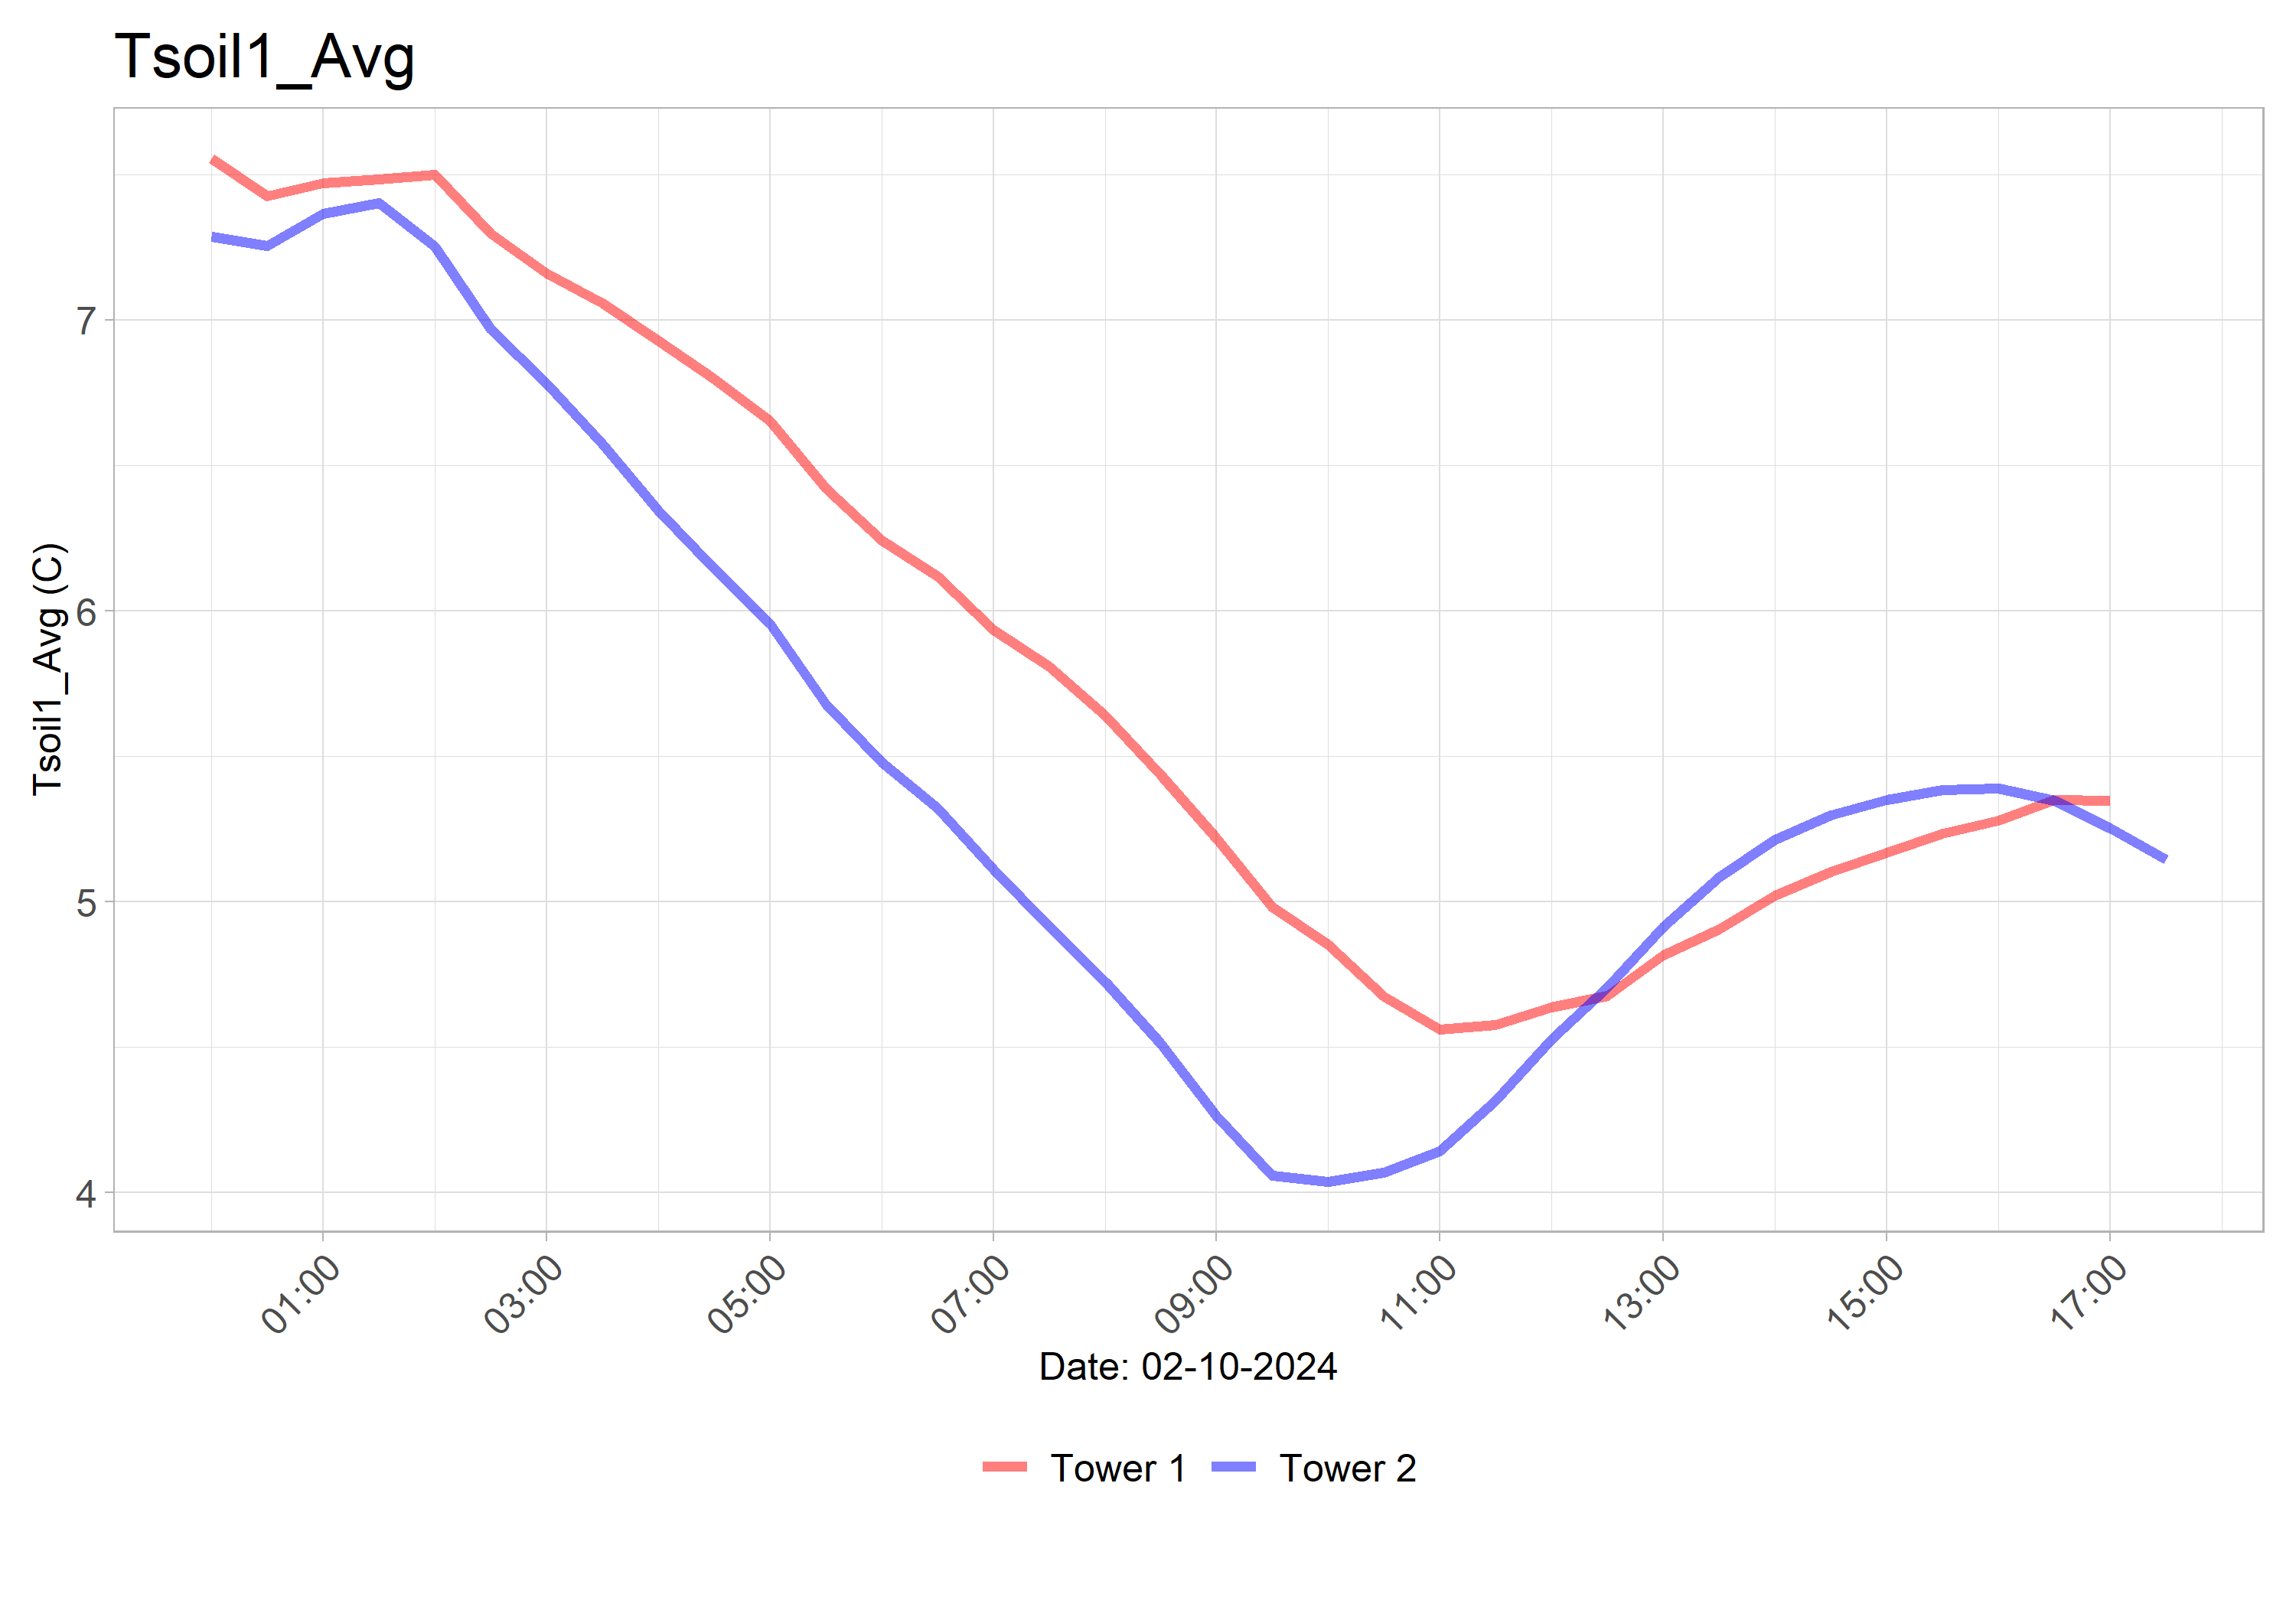 Tsoil1_Avg
Tsoil1_Avg (C)
7
6
5
4
01:00 03:00 05:00 07:00 09:00 11:00 13:00 15:00 17:00
Date: 02-10-2024
Tower 1 Tower 2